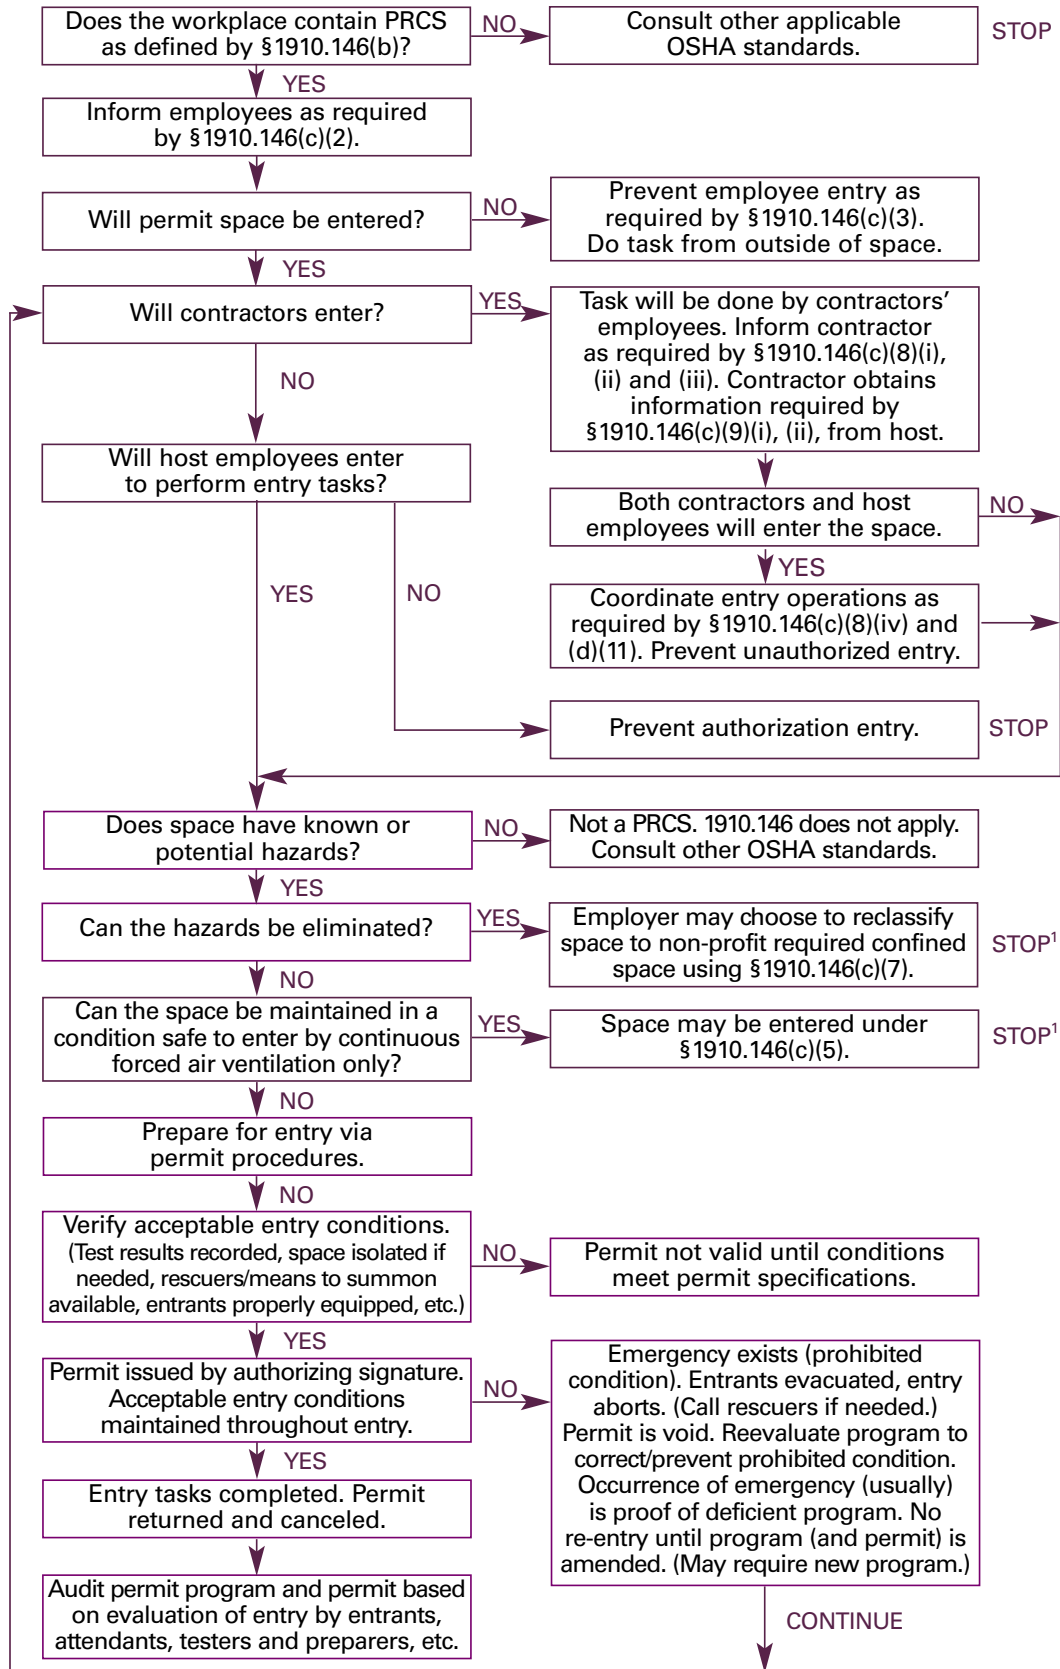 Does the workplace contain PRCS
as defined by §1910.146(b)?
NO
Consult other applicable
OSHA standards.
STOP
YES
Inform employees as required
by §1910.146(c)(2).
Will permit space be entered?
NO
Prevent employee entry as
required by §1910.146(c)(3).
Do task from outside of space.
YES
Will contractors enter?
YES
Task will be done by contractors’
employees. Inform contractor
as required by §1910.146(c)(8)(i),
(ii) and (iii). Contractor obtains
information required by
§1910.146(c)(9)(i), (ii), from host.
NO
Will host employees enter
to perform entry tasks?
Both contractors and host
employees will enter the space.
NO
YES
YES
NO
Coordinate entry operations as
required by §1910.146(c)(8)(iv) and
(d)(11). Prevent unauthorized entry.
Prevent authorization entry.
STOP
Does space have known or
potential hazards?
NO
Not a PRCS. 1910.146 does not apply.
Consult other OSHA standards.
YES
Can the hazards be eliminated?
YES
Employer may choose to reclassify
space to non-profit required confined
space using §1910.146(c)(7).
STOP¹
NO
Can the space be maintained in a
condition safe to enter by continuous
forced air ventilation only?
YES
Space may be entered under
§1910.146(c)(5).
STOP¹
NO
Prepare for entry via
permit procedures.
NO
Verify acceptable entry conditions.
(Test results recorded, space isolated if
needed, rescuers/means to summon
available, entrants properly equipped, etc.)
NO
Permit not valid until conditions
meet permit specifications.
YES
Permit issued by authorizing signature.
Acceptable entry conditions
maintained throughout entry.
NO
Emergency exists (prohibited
condition). Entrants evacuated, entry
aborts. (Call rescuers if needed.)
Permit is void. Reevaluate program to
correct/prevent prohibited condition.
Occurrence of emergency (usually)
is proof of deficient program. No
re-entry until program (and permit) is
amended. (May require new program.)
YES
Entry tasks completed. Permit
returned and canceled.
Audit permit program and permit based
on evaluation of entry by entrants,
attendants, testers and preparers, etc.
CONTINUE